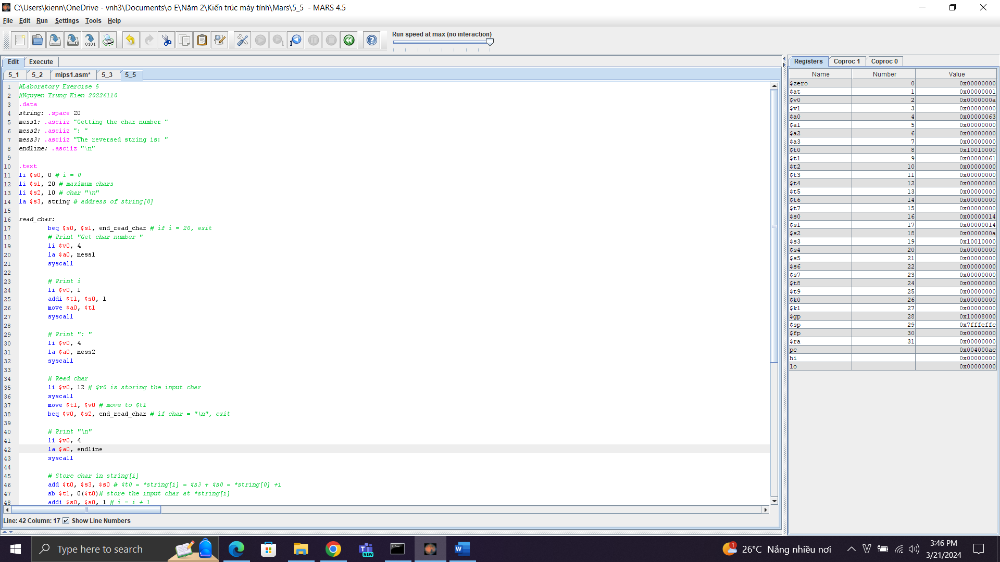 C:\Users\kienn\OneDrive - vnh3\Documents\o E\Năm 2\Kiến trúc máy tính\Mars\5_5 - MARS 4.5
File Edit Run Settings Tools Help
Run speed at max (no interaction)
Edit Execute
5_1 5_2 mips1.asm* 5_3 5_5
1 #Laboratory Exercise 5
2 #Nguyen Trung Kien 20226110
3 .data
4 string: .space 20
5 mess1: .asciiz "Getting the char number "
6 mess2: .asciiz ": "
7 mess3: .asciiz "The reversed string is: "
8 endline: .asciiz "\n"
9
10 .text
11 li $s0, 0 # i = 0
12 li $s1, 20 # maximum chars
13 li $s2, 10 # char "\n"
14 la $s3, string # address of string[0]
15
16 read_char:
17 beq $s0, $s1, end_read_char # if i = 20, exit
18 # Print "Get char number "
19 li $v0, 4
20 la $a0, mess1
21 syscall
22
23 # Print i
24 li $v0, 1
25 addi $t1, $s0, 1
26 move $a0, $t1
27 syscall
28
29 # Print ": "
30 li $v0, 4
31 la $a0, mess2
32 syscall
33
34 # Read char
35 li $v0, 12 # $v0 is storing the input char
36 syscall
37 move $t1, $v0 # move to $t1
38 beq $v0, $s2, end_read_char # if char = "\n", exit
39
40 # Print "\n"
41 li $v0, 4
42 la $a0, endline
43 syscall
44
45 # Store char in string[i]
46 add $t0, $s3, $s0 # $t0 = *string[i] = $s3 + $s0 = *string[0] +i
47 sb $t1, 0($t0)# store the input char at *string[i]
48 addi $s0, $s0, 1 # i = i + 1
Line: 42 Column: 17 Show Line Numbers
Registers Coproc 1 Coproc 0
Name Number Value
$zero 0 0x00000000
$at 1 0x00000001
$v0 2 0x0000000a
$v1 3 0x00000000
$a0 4 0x00000063
$a1 5 0x00000000
$a2 6 0x00000000
$a3 7 0x00000000
$t0 8 0x10010000
$t1 9 0x00000061
$t2 10 0x00000000
$t3 11 0x00000000
$t4 12 0x00000000
$t5 13 0x00000000
$t6 14 0x00000000
$t7 15 0x00000000
$s0 16 0x00000014
$s1 17 0x00000014
$s2 18 0x0000000a
$s3 19 0x10010000
$s4 20 0x00000000
$s5 21 0x00000000
$s6 22 0x00000000
$s7 23 0x00000000
$t8 24 0x00000000
$t9 25 0x00000000
$k0 26 0x00000000
$k1 27 0x00000000
$gp 28 0x10008000
$sp 29 0x7fffeffc
$fp 30 0x00000000
$ra 31 0x00000000
pc 0x004000ac
hi 0x00000000
lo 0x00000000
Type here to search
26°C Nắng nhiều nơi
3:46 PM
3/21/2024